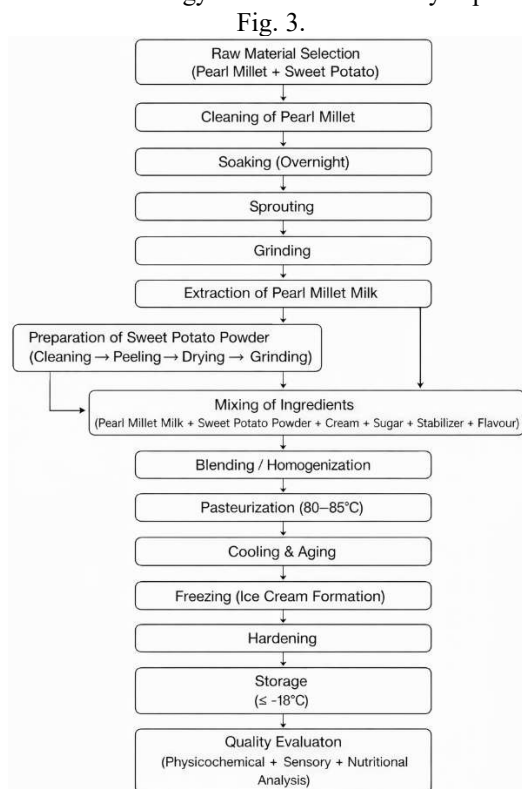 Fig. 3.
Raw Material Selection
(Pearl Millet + Sweet Potato)
Cleaning of Pearl Millet
Soaking (Overnight)
Sprouting
Grinding
Extraction of Pearl Millet Milk
Preparation of Sweet Potato Powder
(Cleaning → Peeling → Drying → Grinding)
Mixing of Ingredients
(Pearl Millet Milk + Sweet Potato Powder + Cream + Sugar + Stabilizer + Flavour)
Blending / Homogenization
Pasteurization (80–85°C)
Cooling & Aging
Freezing (Ice Cream Formation)
Hardening
Storage
(≤ -18°C)
Quality Evaluaton
(Physicochemical + Sensory + Nutritional
Analysis)